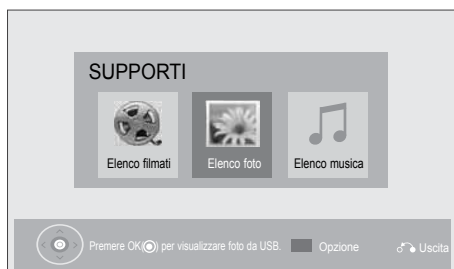 SUPPORTI
Elenco filmati
Elenco foto
Elenco musica
Premere OK(◉) per visualizzare foto da USB.
Opzione
Uscita